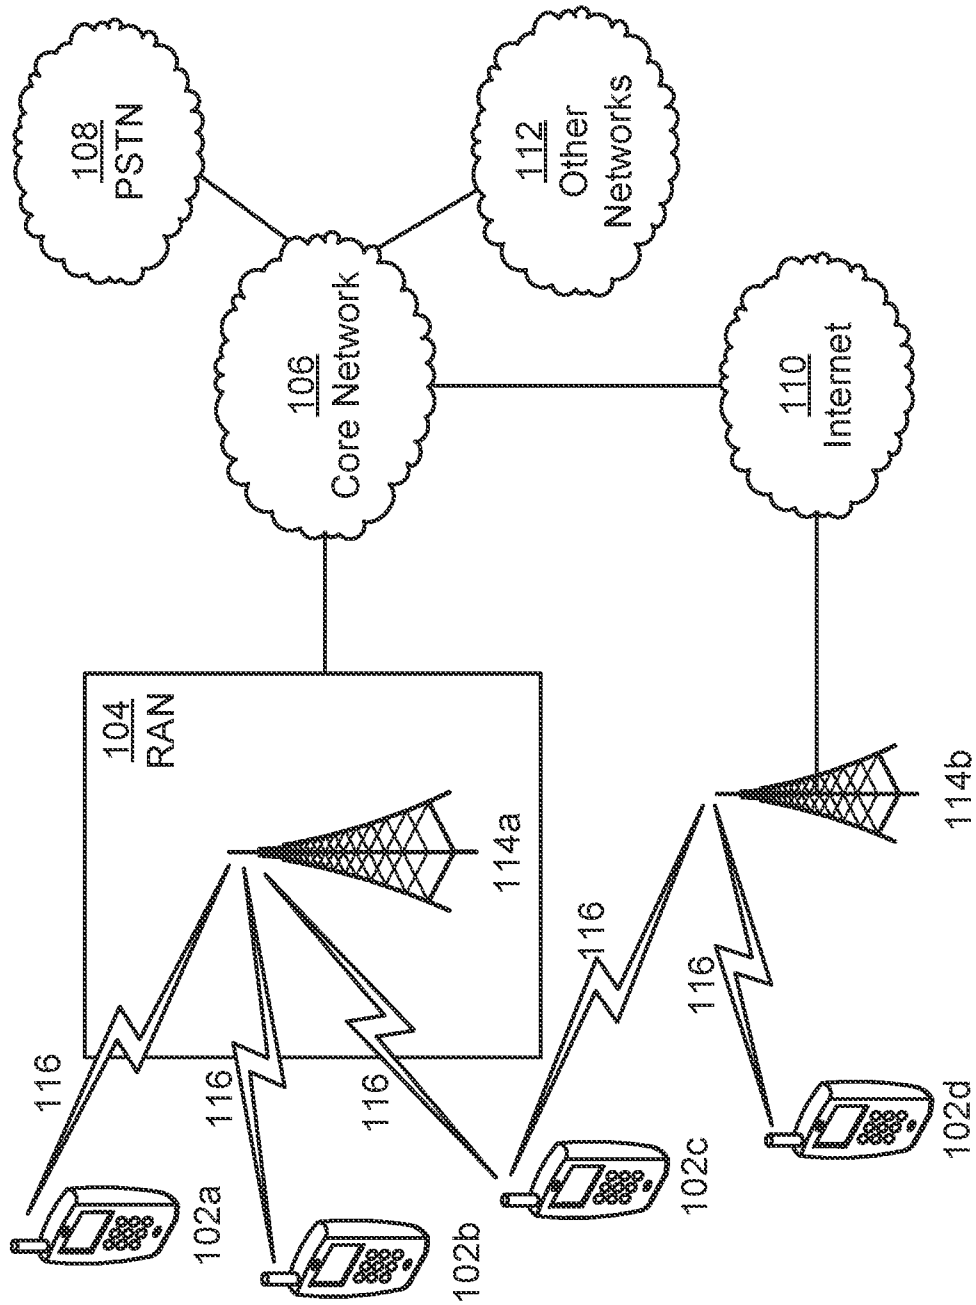 108
PSTN
106
Core Network
112
Other
Networks
110
Internet
104
RAN
114a
114b
116
116
116
116
116
102a
102b
102c
102d